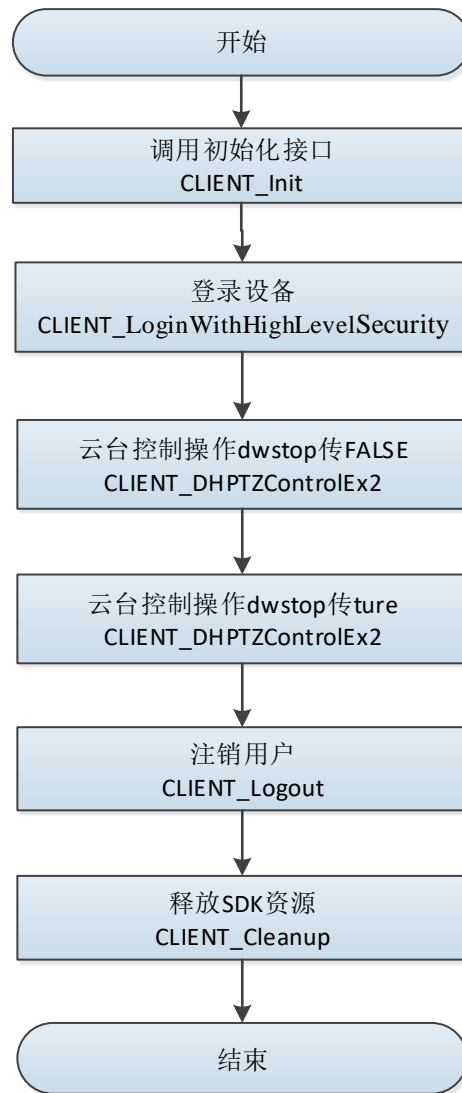 开始
调用初始化接口
CLIENT_Init
登录设备
CLIENT_LoginWithHighLevelSecurity
云台控制操作dwstop传FALSE
CLIENT_DHPTZControlEx2
云台控制操作dwstop传ture
CLIENT_DHPTZControlEx2
注销用户
CLIENT_Logout
释放SDK资源
CLIENT_Cleanup
结束